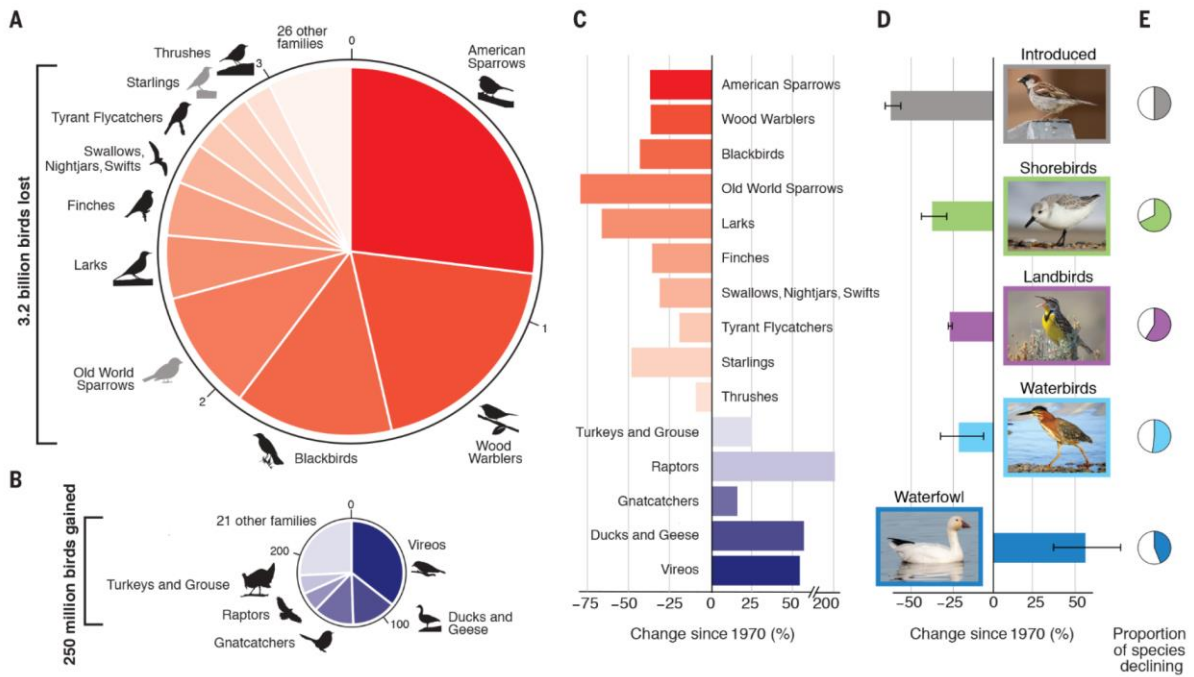 A
3.2 billion birds lost
0
1
2
3
26 other
families
American
Sparrows
Thrushes
Starlings
Tyrant Flycatchers
Swallows,
Nightjars, Swifts
Finches
Larks
Old World
Sparrows
Blackbirds
Wood
Warblers
B
250 million birds gained
0
100
200
21 other families
Vireos
Turkeys and Grouse
Raptors
Gnatcatchers
Ducks and
Geese
C
American Sparrows
Wood Warblers
Blackbirds
Old World Sparrows
Larks
Finches
Swallows, Nightjars, Swifts
Tyrant Flycatchers
Starlings
Thrushes
Turkeys and Grouse
Raptors
Gnatcatchers
Ducks and Geese
Vireos
−75 −50 −25 0 50 200
Change since 1970 (%)
D
Introduced
Shorebirds
Landbirds
Waterbirds
Waterfowl
−50 −25 0 25 50
Change since 1970 (%)
E
Proportion
of species
declining